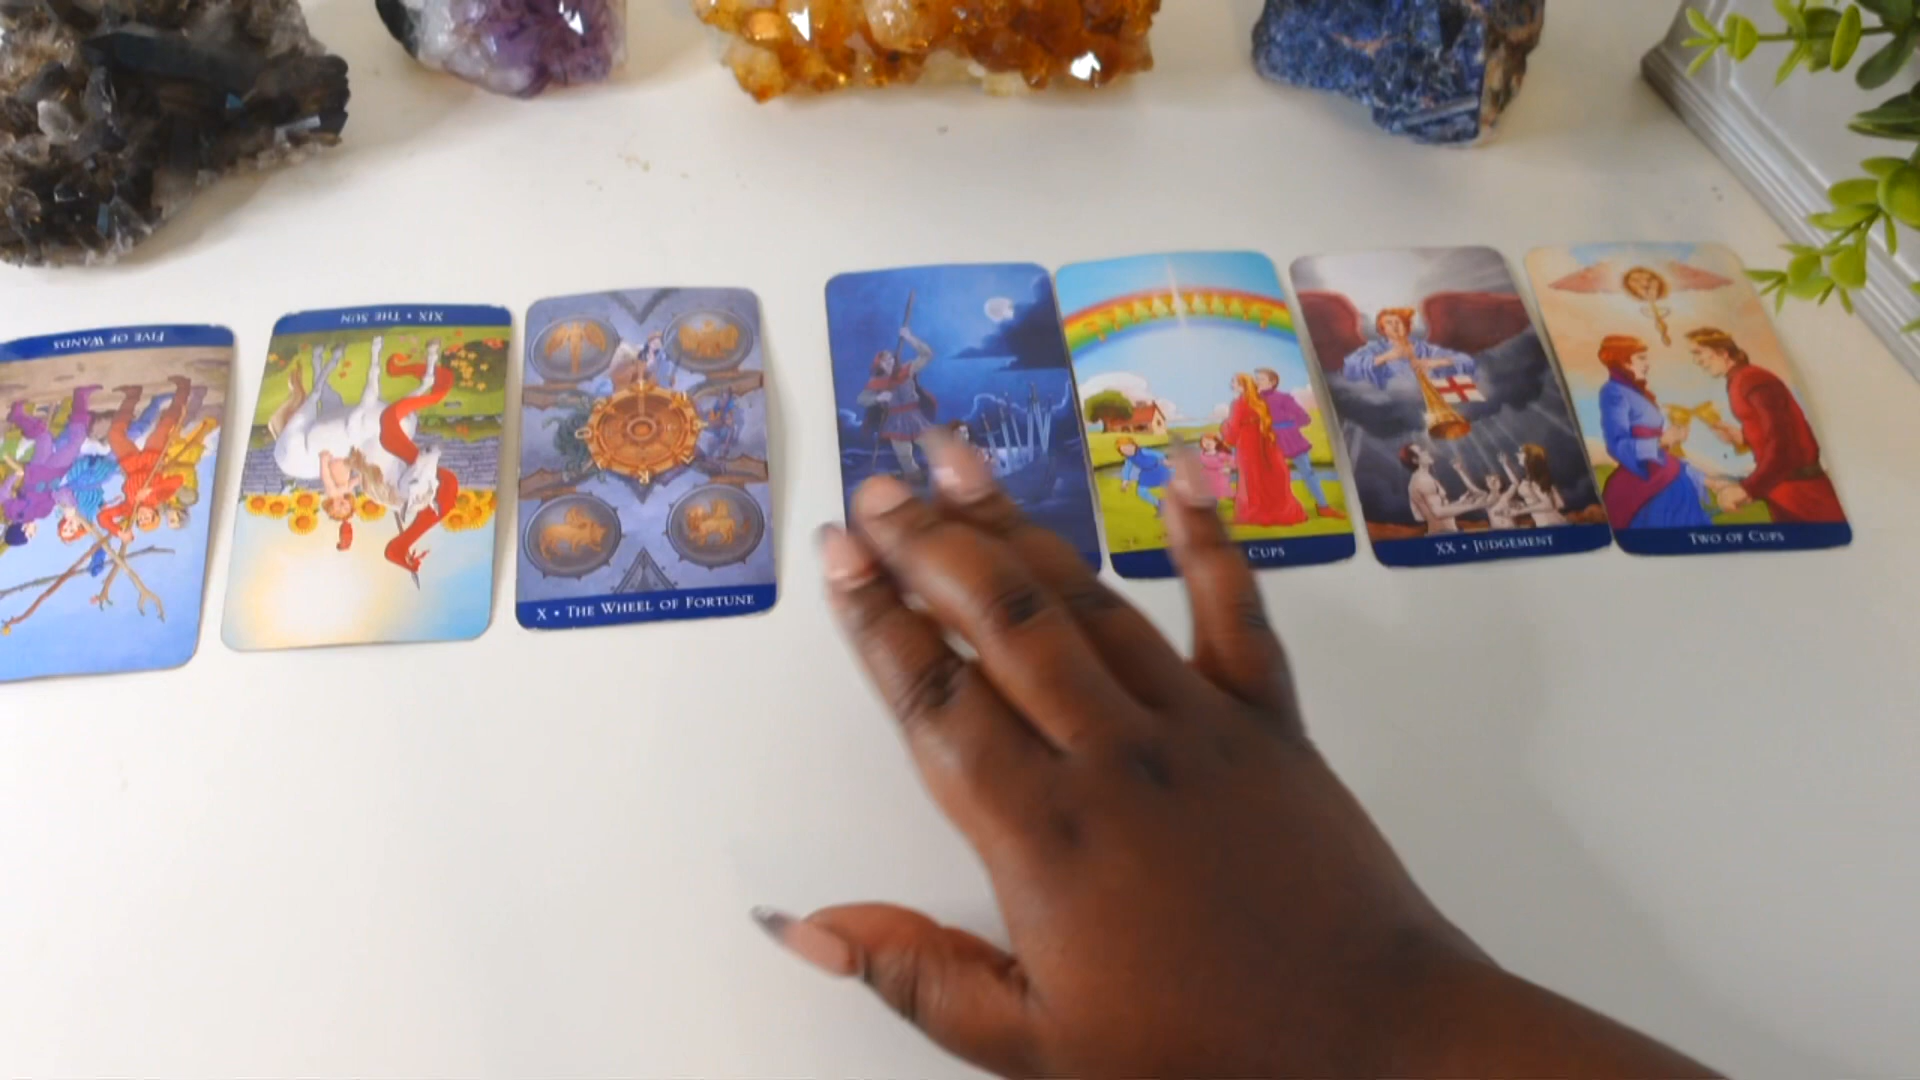 FIVE OF WANDS
XIX • THE SUN
X • THE WHEEL OF FORTUNE
CUPS
XX • JUDGEMENT
TWO OF CUPS